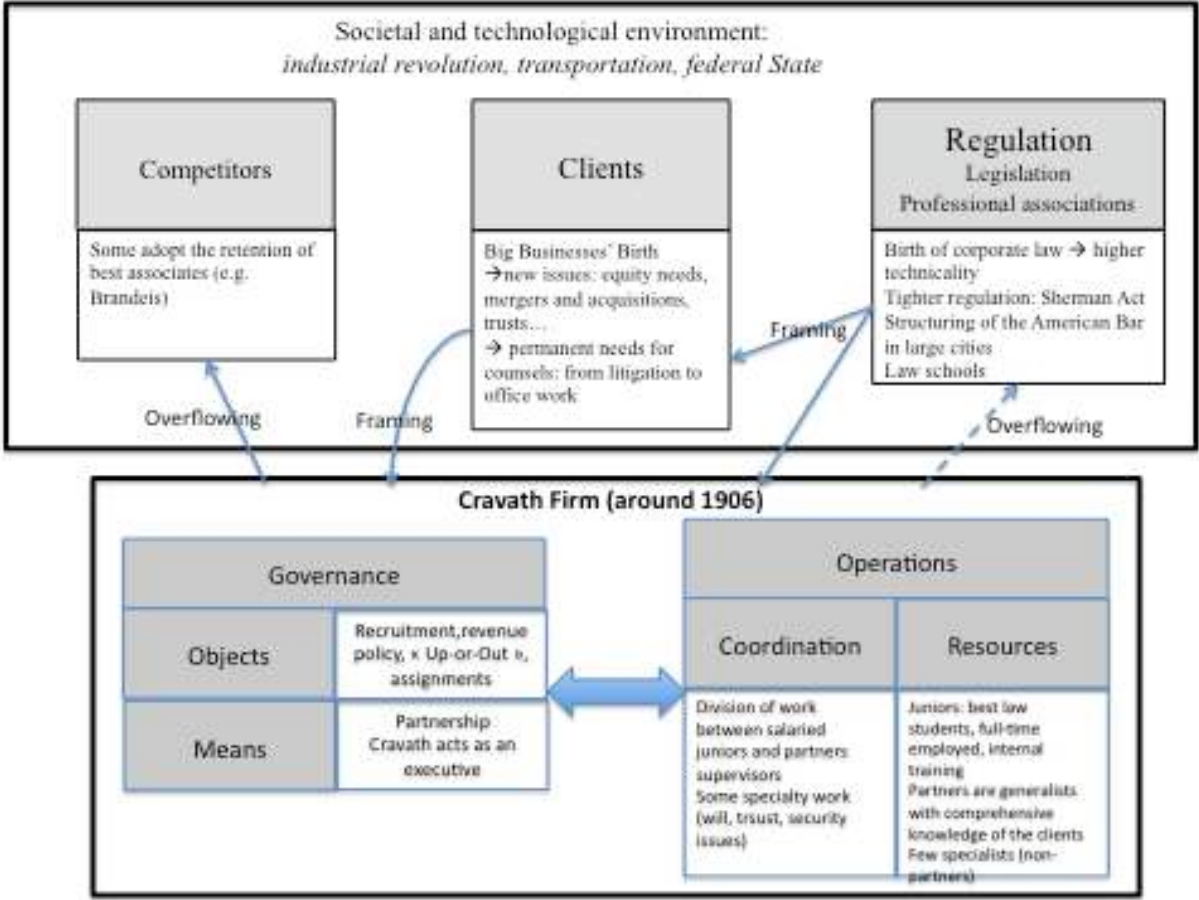 Societal and technological environment:
industrial revolution, transportation, federal State
Competitors
Some adopt the retention of
best associates (e.g.
Brandeis)
Clients
Big Businesses' Birth
→new issues: equity needs,
mergers and acquisitions,
trusts...
→ permanent needs for
counsels: from litigation to
office work
Regulation
Legislation
Professional associations
Birth of corporate law → higher
technicality
Tighter regulation: Sherman Act
Structuring of the American Bar
in large cities
Law schools
Framing
Overflowing
Framing
Overflowing
Cravath Firm (around 1906)
Governance
Objects
Recruitment,revenue
policy, « Up-or-Out »,
assignments
Means
Partnership
Cravath acts as an
executive
Operations
Coordination
Division of work
between salaried
juniors and partners
supervisors
Some specialty work
(will, trsust, security
issues)
Resources
Juniors: best law
students, full-time
employed, internal
training
Partners are generalists
with comprehensive
knowledge of the clients
Few specialists (non-
partners)